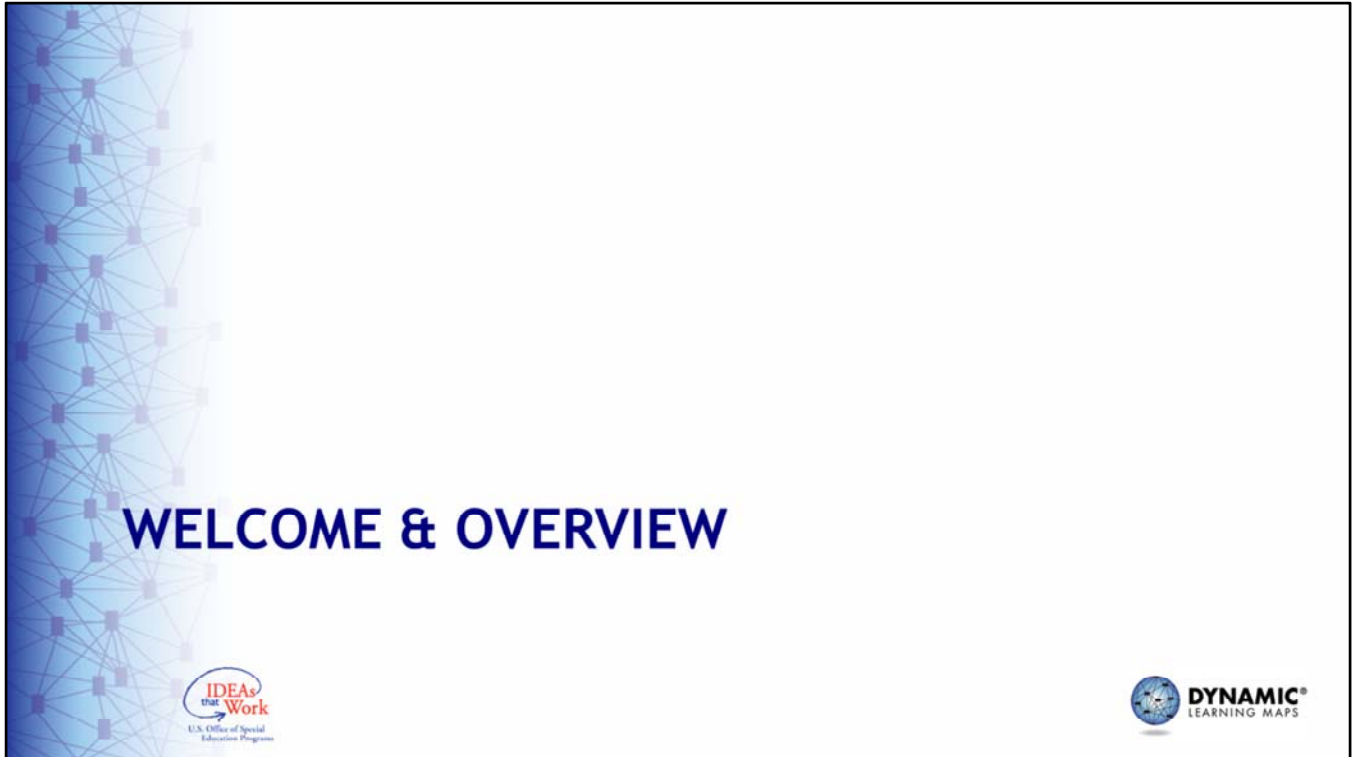 WELCOME & OVERVIEW
IDEAs
that Work
U.S. Office of Special
Education Programs
DYNAMIC®
LEARNING MAPS